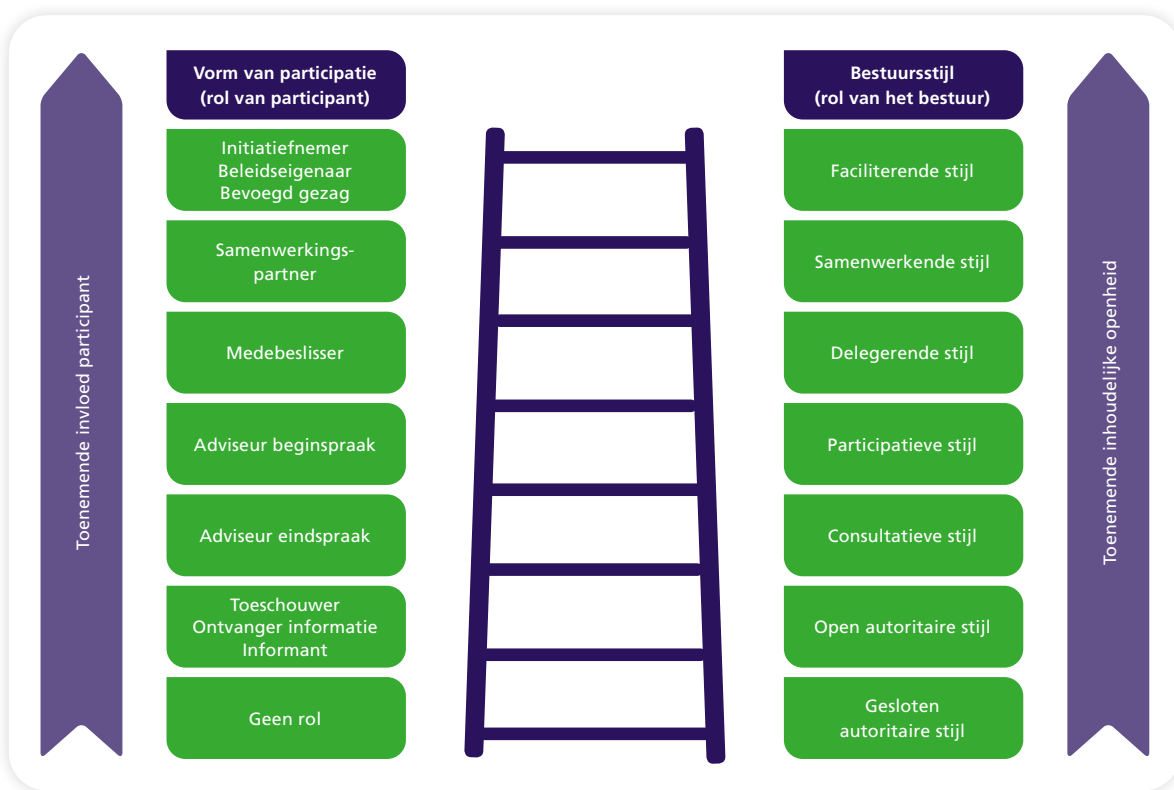 Toenemende invloed participant
Vorm van participatie
(rol van participant)
Initiatiefnemer
Beleidseigenaar
Bevoegd gezag
Samenwerkings-
partner
Medebeslisser
Adviseur beginspraak
Adviseur eindspraak
Toeschouwer
Ontvanger informatie
Informant
Geen rol
Bestuursstijl
(rol van het bestuur)
Faciliterende stijl
Samenwerkende stijl
Delegerende stijl
Participatieve stijl
Consultatieve stijl
Open autoritaire stijl
Gesloten
autoritaire stijl
Toenemende inhoudelijke openheid